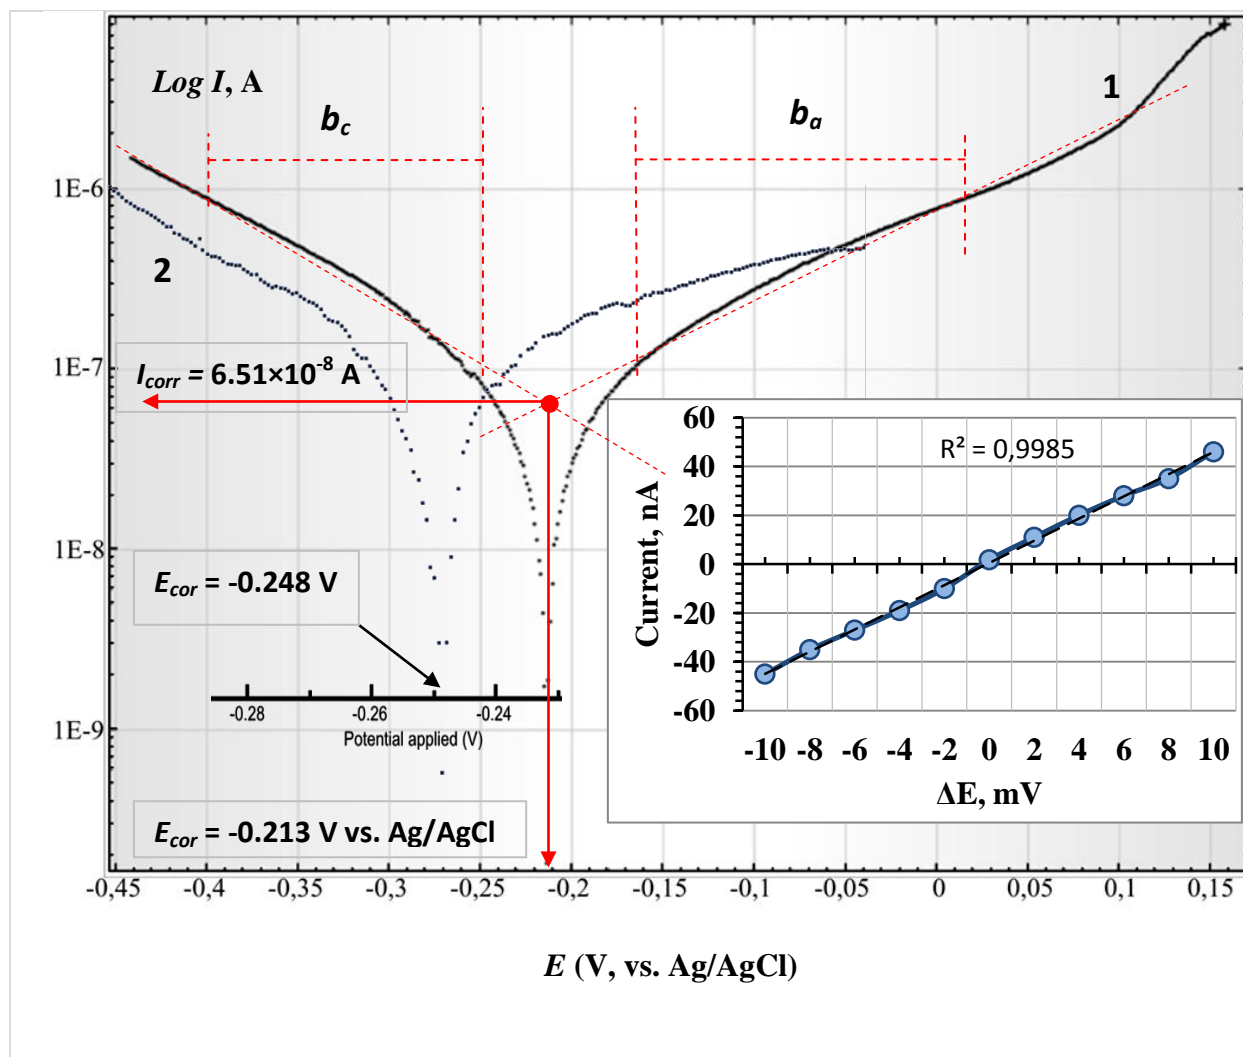 Log I, A
1
b_c
b_a
1E-6
2
1E-7
I_corr = 6.51×10^-8 A
1E-8
E_cor = -0.248 V
-0.28 -0.26 -0.24
Potential applied (V)
1E-9
E_cor = -0.213 V vs. Ag/AgCl
-0,45 -0,4 -0,35 -0,3 -0,25 -0,2 -0,15 -0,1 -0,05 0 0,05 0,1 0,15
E (V, vs. Ag/AgCl)
R² = 0,9985
Current, nA
60
40
20
0
-20
-40
-60
-10 -8 -6 -4 -2 0 2 4 6 8 10
ΔE, mV